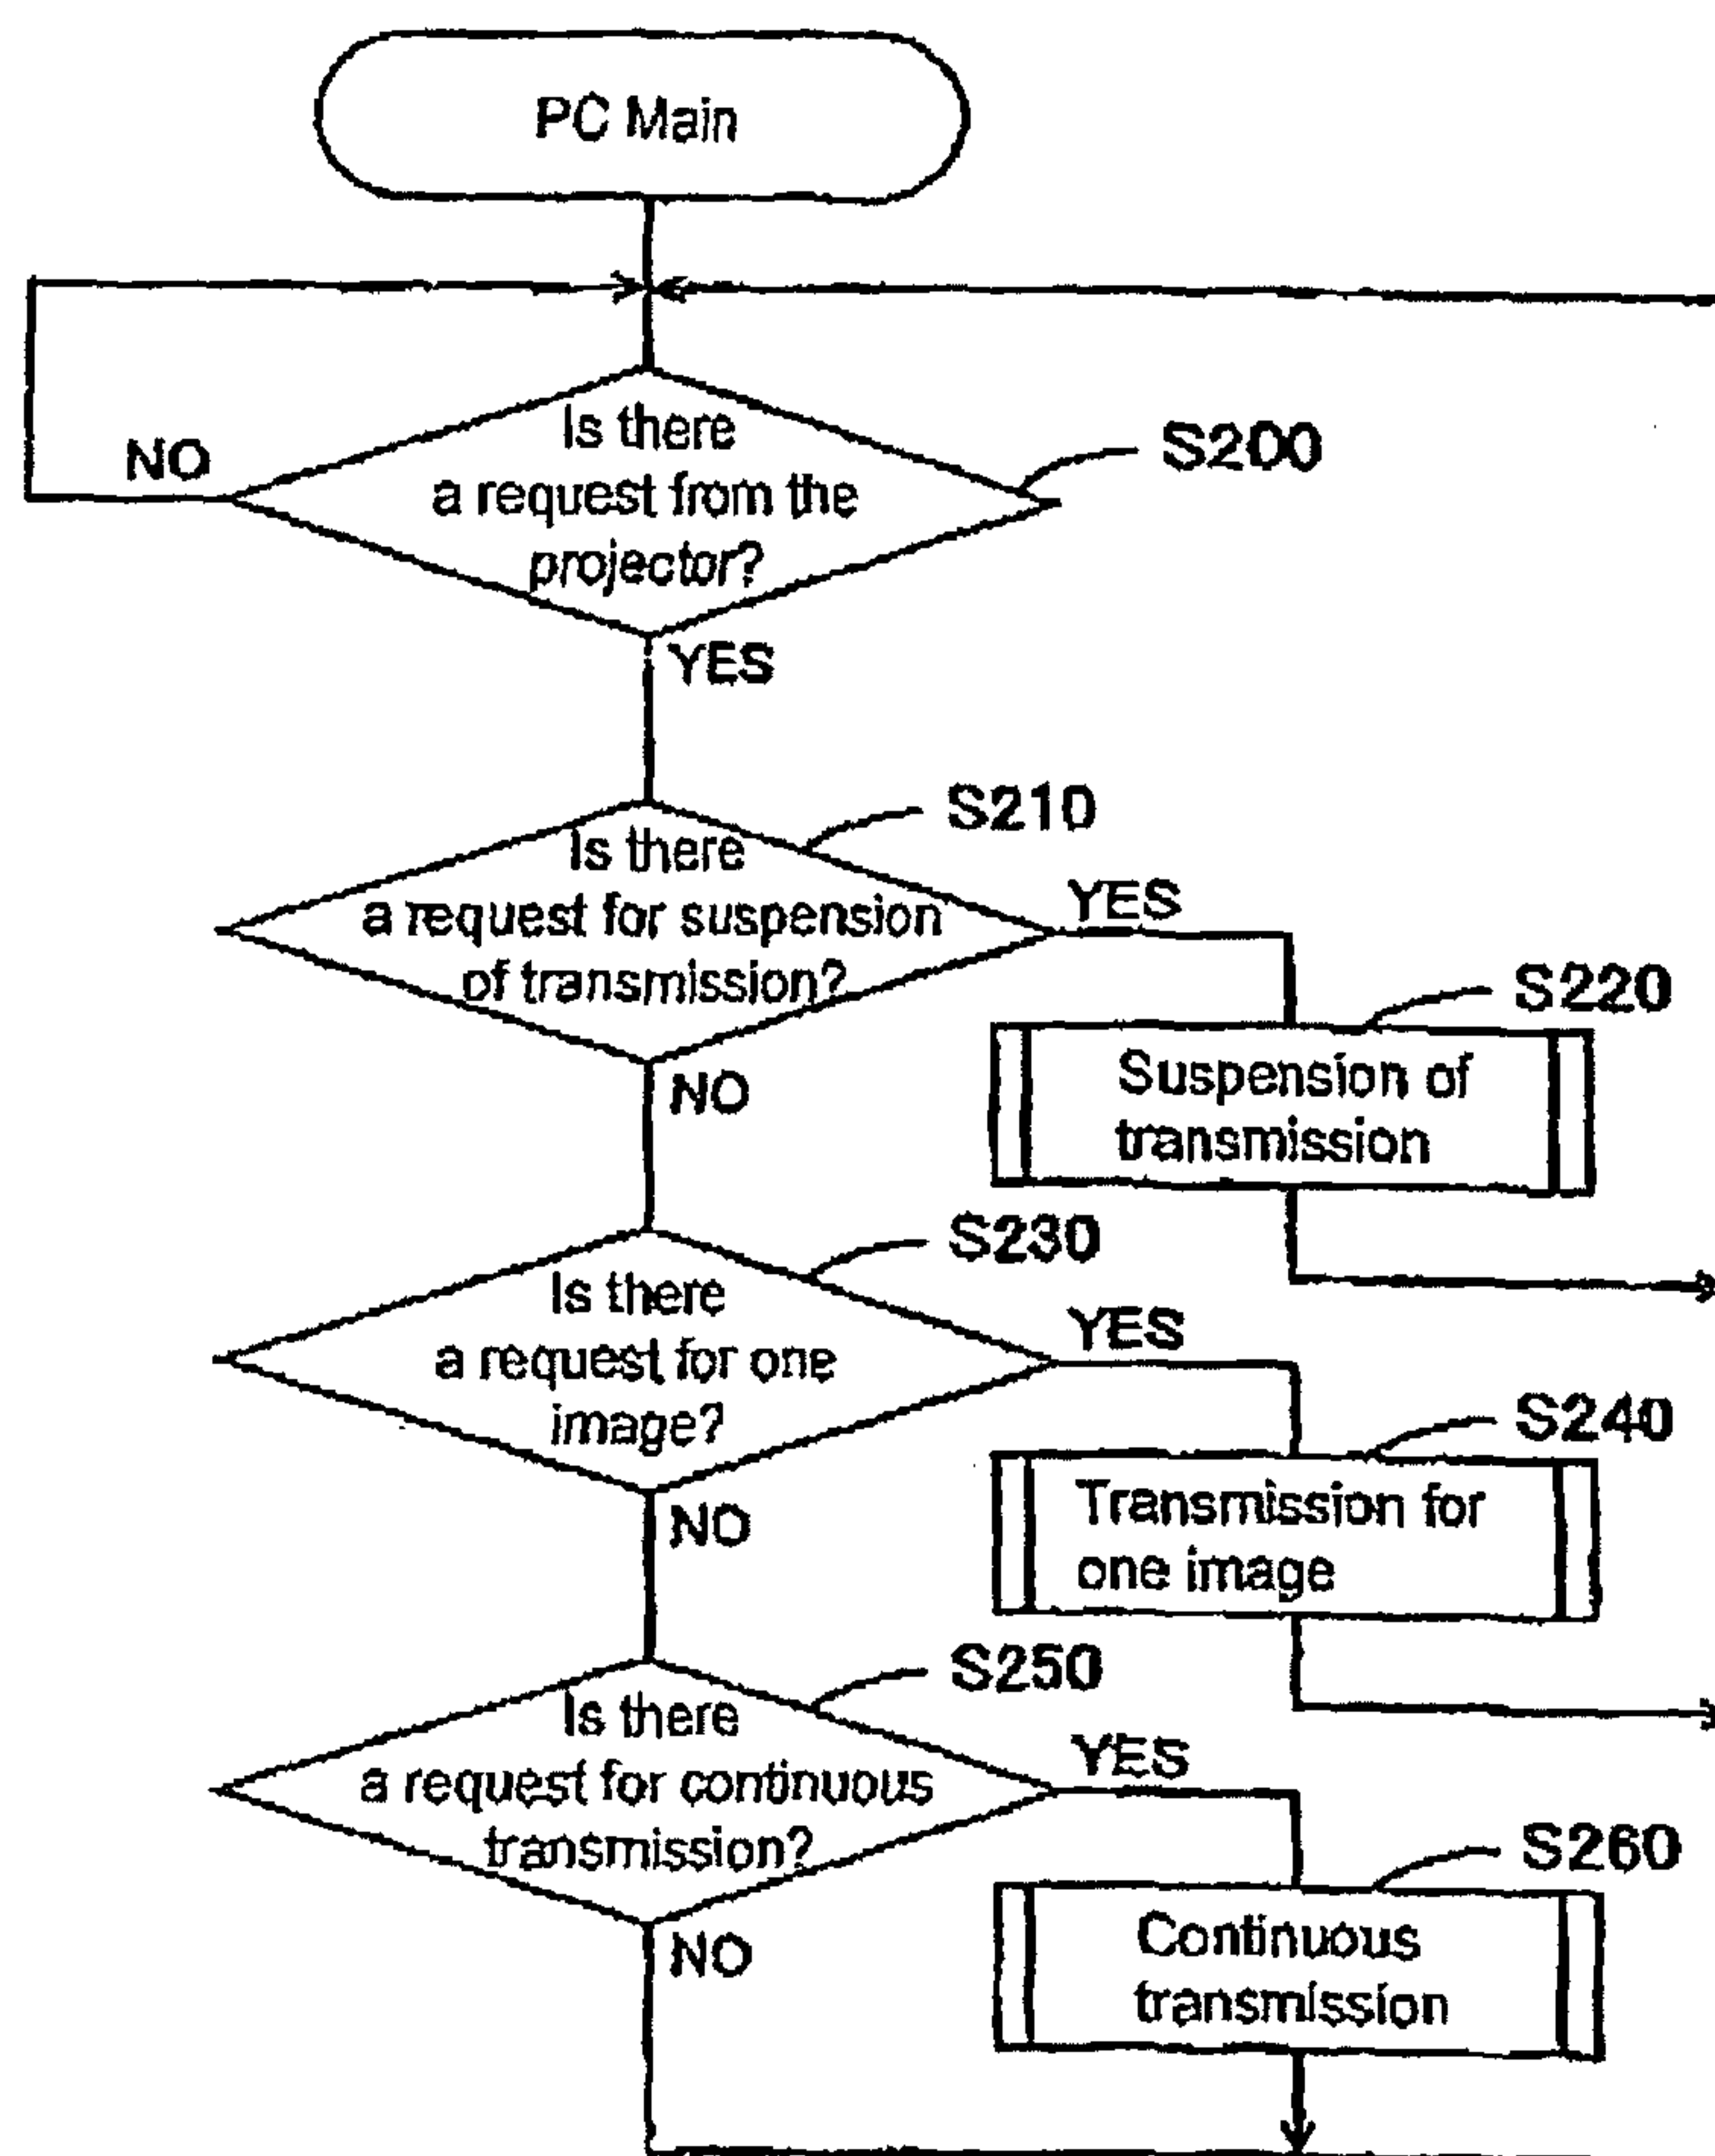 PC Main
Is there
a request from the
projector?
S200
NO
YES
Is there
a request for suspension
of transmission?
S210
YES
NO
S220
Suspension of
transmission
Is there
a request for one
image?
S230
YES
NO
S240
Transmission for
one image
Is there
a request for continuous
transmission?
S250
YES
NO
S260
Continuous
transmission